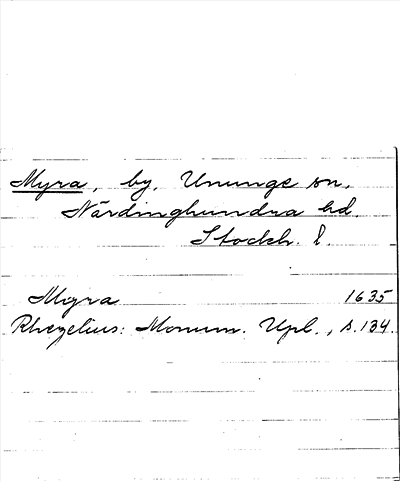 Myra, by, Ununge sn,
Närdinghundra hd
Stockh. l.
Myra 1635
Rhezelius: Monum. Upl., s. 134.